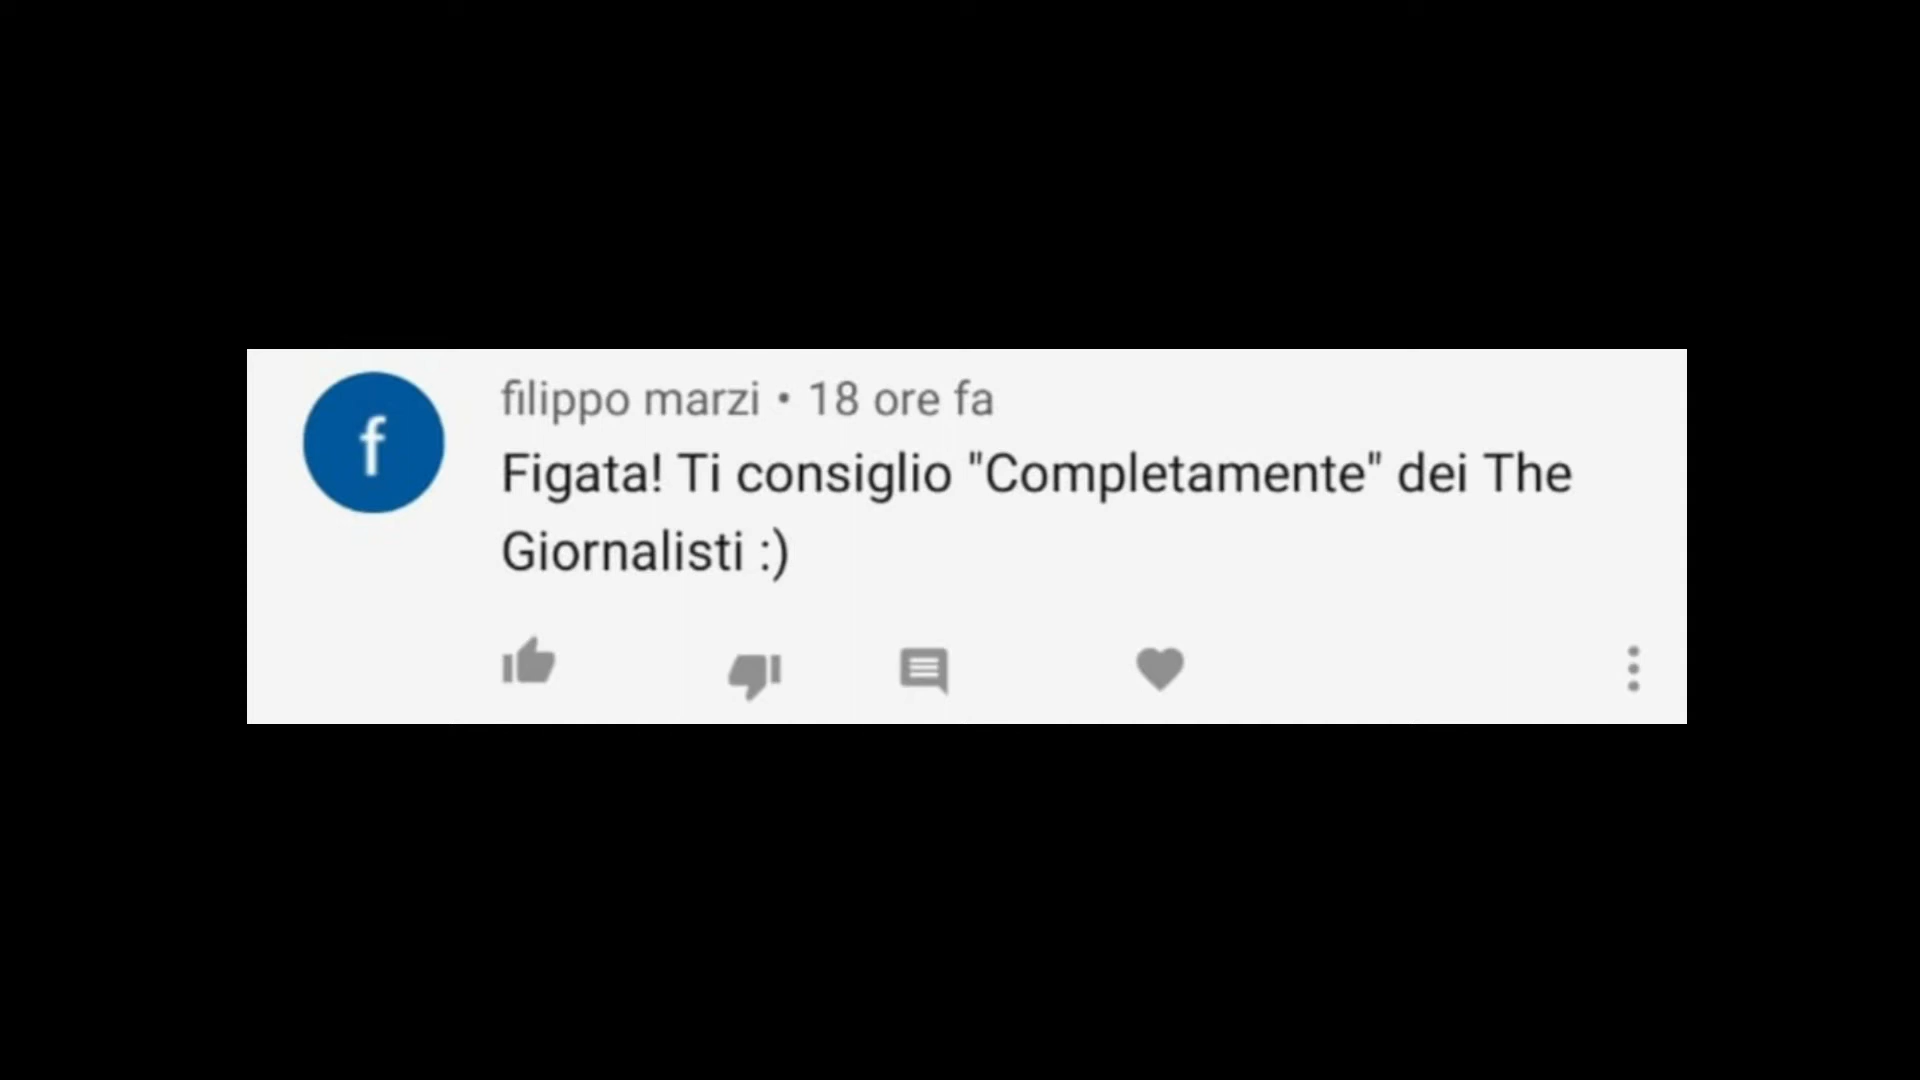 f
filippo marzi • 18 ore fa
Figata! Ti consiglio "Completamente" dei The
Giornalisti :)